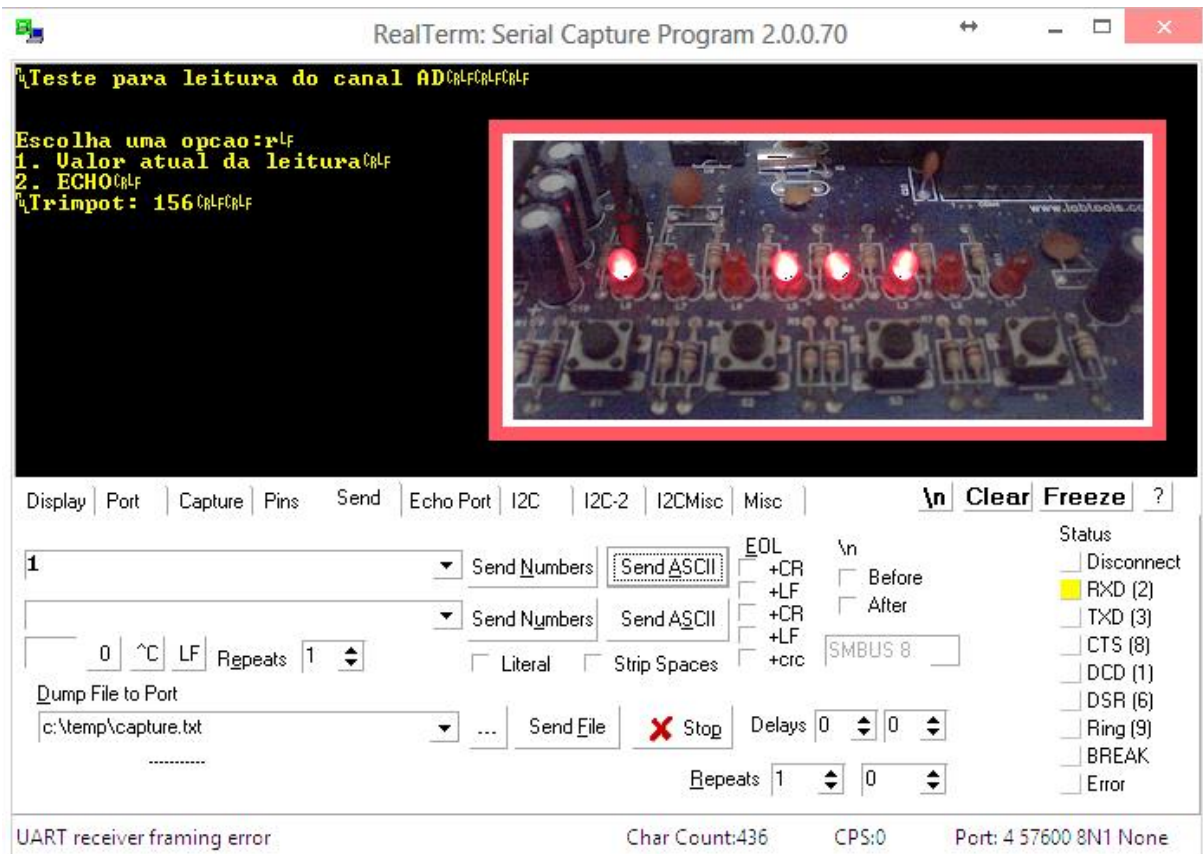 RealTerm: Serial Capture Program 2.0.0.70
Teste para leitura do canal ADCRLFCRLFCRLF
Escolha uma opcao:rLF
1. Valor atual da leituraCRLF
2. ECHOCRLF
Trimpot: 156CRLFCRLF
www.labtools.co
Display Port Capture Pins Send Echo Port I2C I2C-2 I2CMisc Misc \n Clear Freeze ?
1 Send Numbers Send ASCII
Send Numbers Send ASCII
0 ^C LF Repeats 1
Literal Strip Spaces
EOL
+CR
+LF
+CR
+LF
+crc
\n
Before
After
SMBUS 8
Dump File to Port
c:\temp\capture.txt ... Send File Stop Delays 0 0
-----------
Repeats 1 0
Status
Disconnect
RXD (2)
TXD (3)
CTS (8)
DCD (1)
DSR (6)
Ring (9)
BREAK
Error
UART receiver framing error Char Count:436 CPS:0 Port: 4 57600 8N1 None